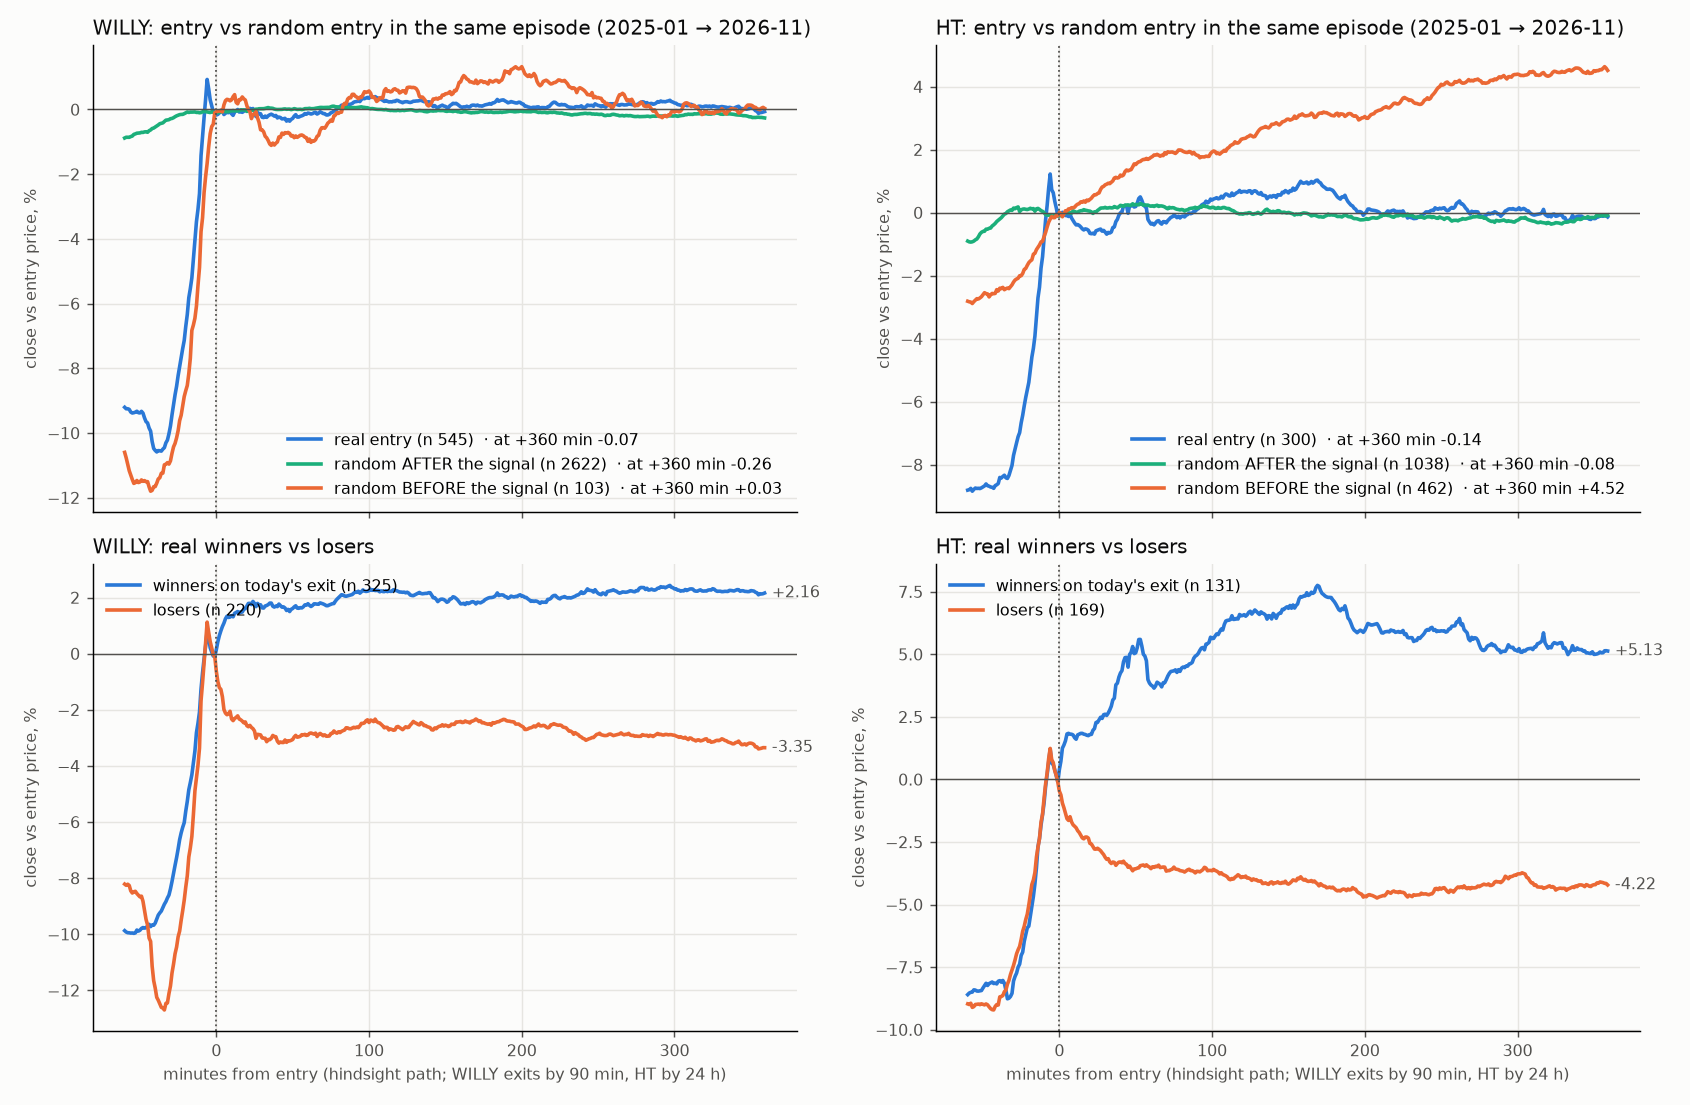 WILLY: entry vs random entry in the same episode (2025-01 → 2026-11)
close vs entry price, %
0
−2
−4
−6
−8
−10
−12
real entry (n 545)  · at +360 min -0.07
random AFTER the signal (n 2622)  · at +360 min -0.26
random BEFORE the signal (n 103)  · at +360 min +0.03
HT: entry vs random entry in the same episode (2025-01 → 2026-11)
close vs entry price, %
4
2
0
−2
−4
−6
−8
real entry (n 300)  · at +360 min -0.14
random AFTER the signal (n 1038)  · at +360 min -0.08
random BEFORE the signal (n 462)  · at +360 min +4.52
WILLY: real winners vs losers
close vs entry price, %
2
0
−2
−4
−6
−8
−10
−12
winners on today's exit (n 325)
losers (n 220)
+2.16
-3.35
0 100 200 300
minutes from entry (hindsight path; WILLY exits by 90 min, HT by 24 h)
HT: real winners vs losers
close vs entry price, %
7.5
5.0
2.5
0.0
−2.5
−5.0
−7.5
−10.0
winners on today's exit (n 131)
losers (n 169)
+5.13
-4.22
0 100 200 300
minutes from entry (hindsight path; WILLY exits by 90 min, HT by 24 h)